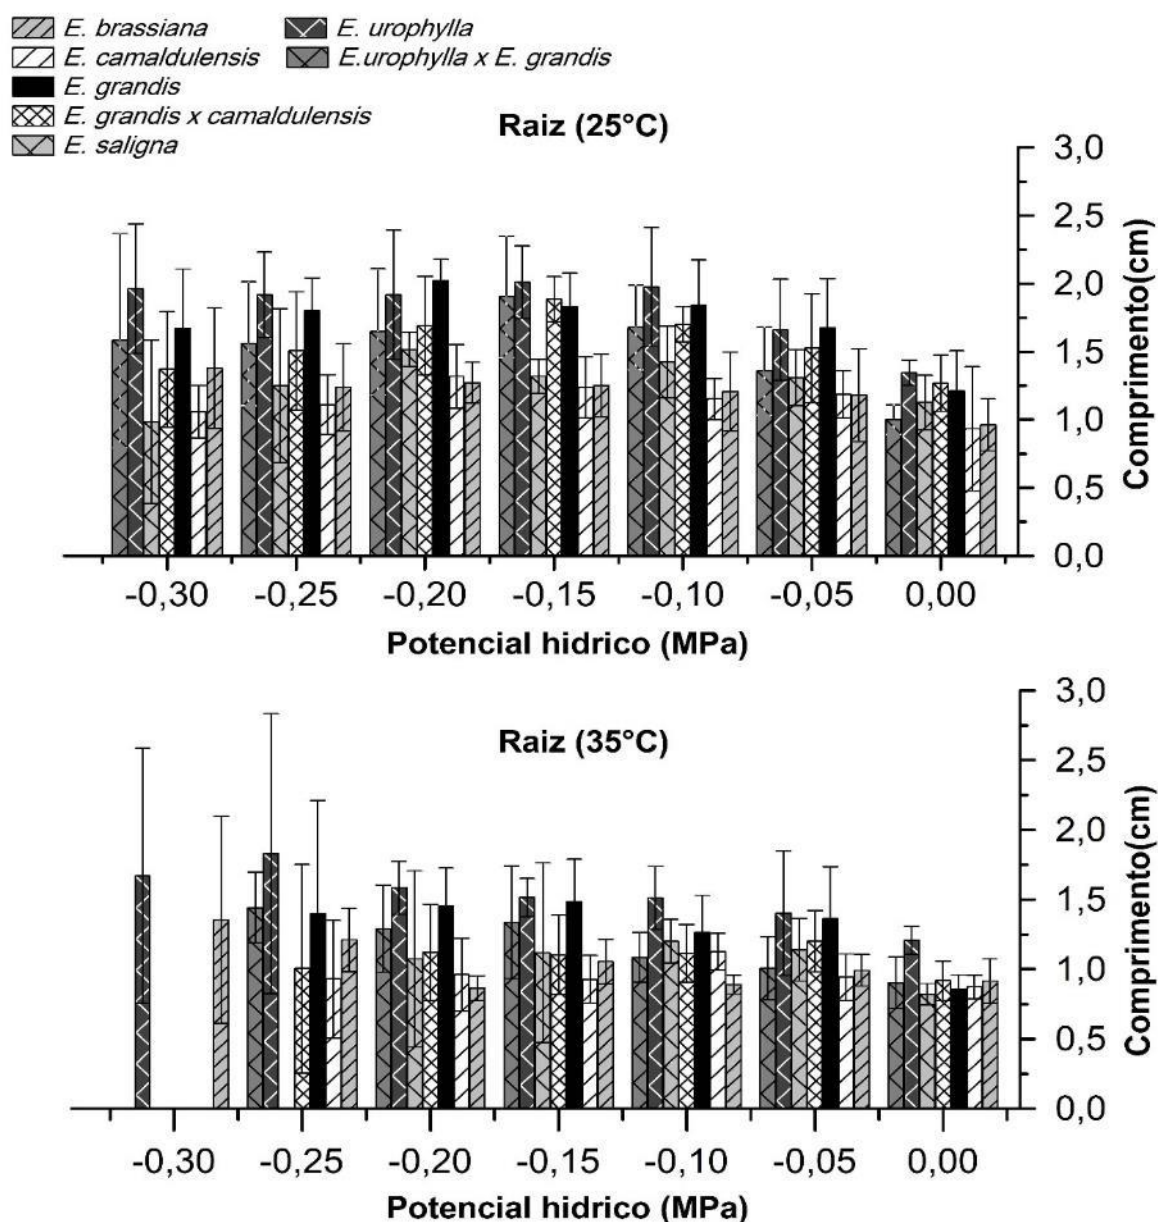 E. brassiana
E. camaldulensis
E. grandis
E. grandis x camaldulensis
E. saligna
E. urophylla
E.urophylla x E. grandis
Raiz (25°C)
3,0
2,5
2,0
1,5
1,0
0,5
0,0
Comprimento(cm)
-0,30 -0,25 -0,20 -0,15 -0,10 -0,05 0,00
Potencial hidrico (MPa)
Raiz (35°C)
3,0
2,5
2,0
1,5
1,0
0,5
0,0
Comprimento(cm)
-0,30 -0,25 -0,20 -0,15 -0,10 -0,05 0,00
Potencial hidrico (MPa)